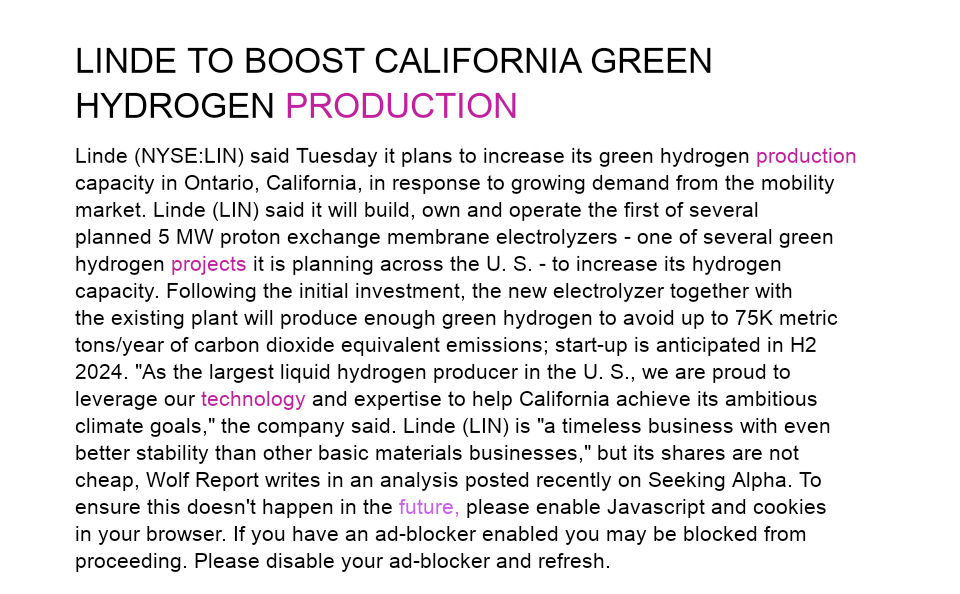 LINDE TO BOOST CALIFORNIA GREEN
HYDROGEN PRODUCTION
Linde (NYSE:LIN) said Tuesday it plans to increase its green hydrogen production
capacity in Ontario, California, in response to growing demand from the mobility
market. Linde (LIN) said it will build, own and operate the first of several
planned 5 MW proton exchange membrane electrolyzers - one of several green
hydrogen projects it is planning across the U. S. - to increase its hydrogen
capacity. Following the initial investment, the new electrolyzer together with
the existing plant will produce enough green hydrogen to avoid up to 75K metric
tons/year of carbon dioxide equivalent emissions; start-up is anticipated in H2
2024. "As the largest liquid hydrogen producer in the U. S., we are proud to
leverage our technology and expertise to help California achieve its ambitious
climate goals," the company said. Linde (LIN) is "a timeless business with even
better stability than other basic materials businesses," but its shares are not
cheap, Wolf Report writes in an analysis posted recently on Seeking Alpha. To
ensure this doesn't happen in the future, please enable Javascript and cookies
in your browser. If you have an ad-blocker enabled you may be blocked from
proceeding. Please disable your ad-blocker and refresh.